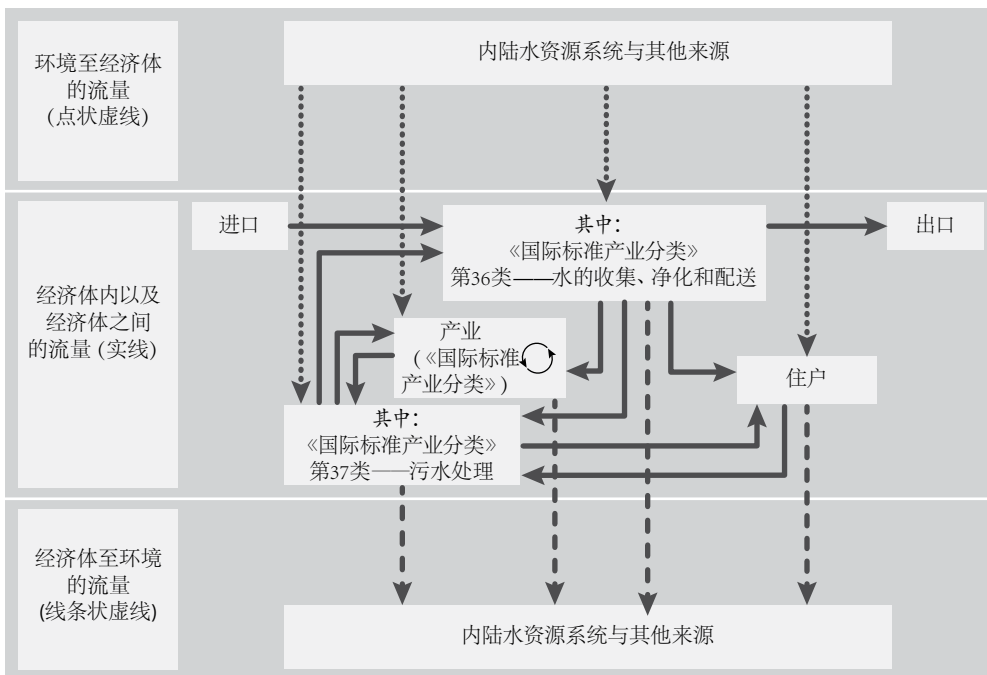 环境至经济体
的流量
(点状虚线)
内陆水资源系统与其他来源
经济体内以及
经济体之间
的流量(实线)
进口
其中：
《国际标准产业分类》
第36类——水的收集、净化和配送
出口
产业
(《国际标准
产业分类》)
住户
其中：
《国际标准产业分类》
第37类——污水处理
经济体至环境
的流量
(线条状虚线)
内陆水资源系统与其他来源